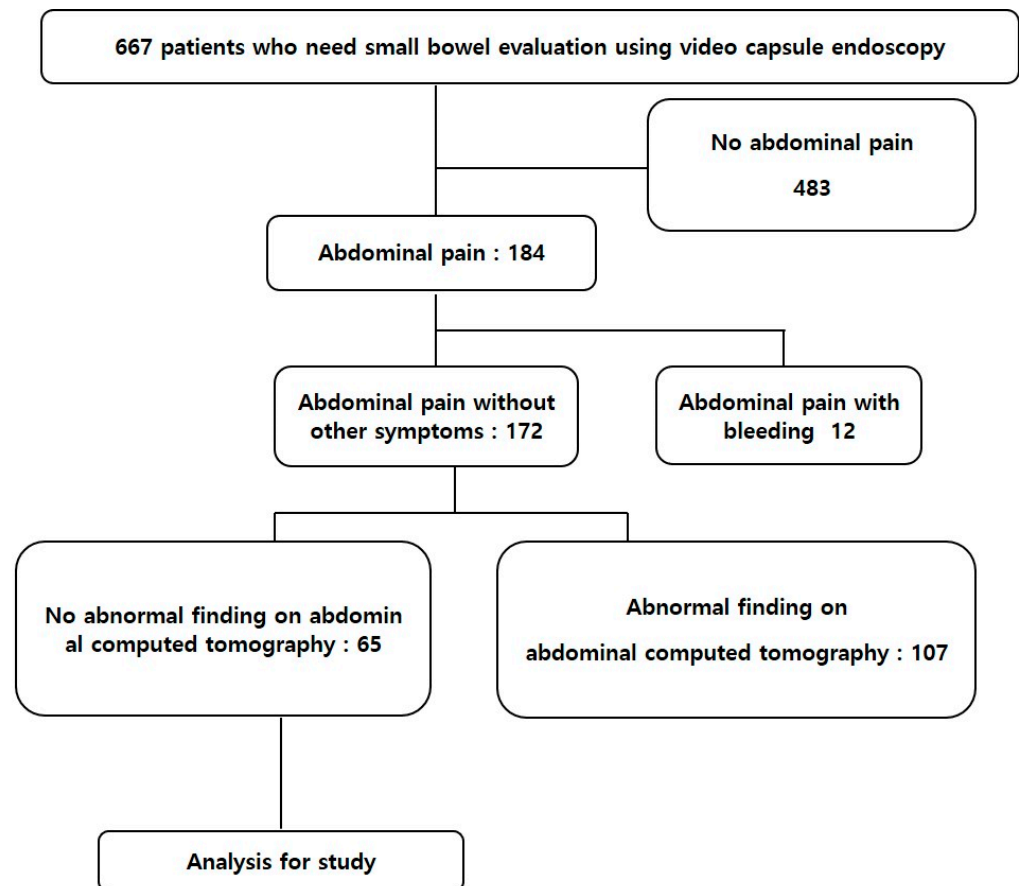 667 patients who need small bowel evaluation using video capsule endoscopy
No abdominal pain
483
Abdominal pain : 184
Abdominal pain without
other symptoms : 172
Abdominal pain with
bleeding 12
No abnormal finding on abdomin
al computed tomography : 65
Abnormal finding on
abdominal computed tomography : 107
Analysis for study